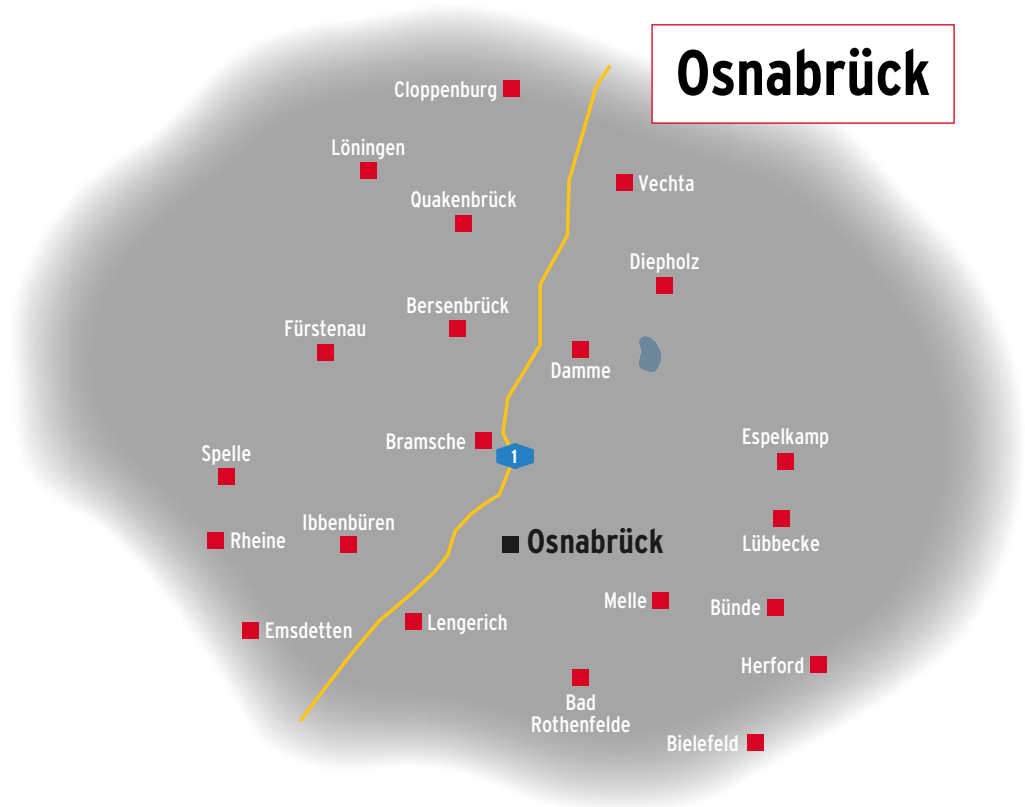 Osnabrück
Cloppenburg
Löningen
Vechta
Quakenbrück
Diepholz
Bersenbrück
Fürstenau
Damme
Bramsche
Espelkamp
1
Spelle
Ibbenbüren
Rheine
Osnabrück
Lübbecke
Melle
Bünde
Lengerich
Emsdetten
Herford
Bad
Rothenfelde
Bielefeld